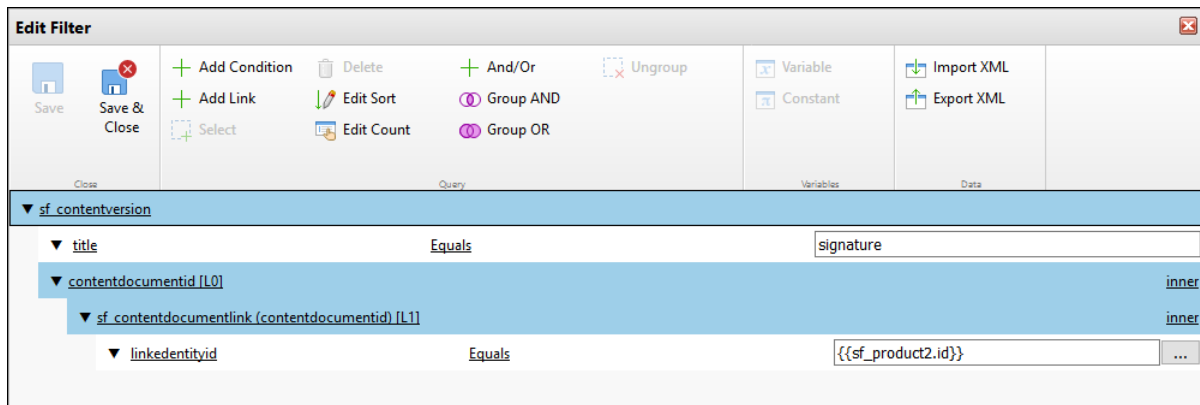 Edit Filter
Add Condition Delete And/Or Ungroup Variable Import XML
Save Save & Close Add Link Edit Sort Group AND Constant Export XML
Select Edit Count Group OR
Close Query Variables Data
sf_contentversion
title Equals signature
contentdocumentid [L0] inner
sf_contentdocumentlink (contentdocumentid) [L1] inner
linkedentityid Equals {{sf_product2.id}} ...